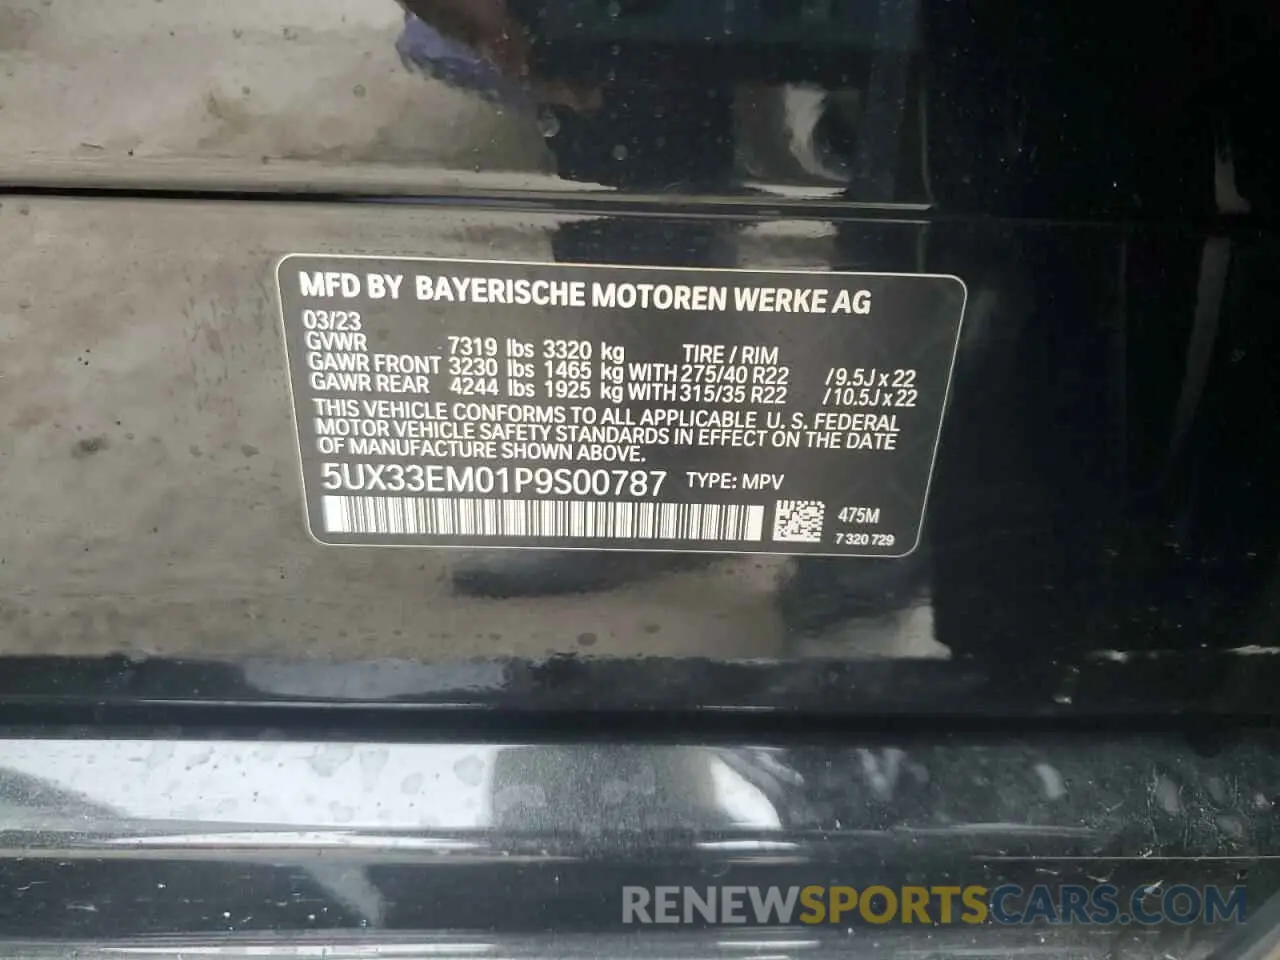 MFD BY BAYERISCHE MOTOREN WERKE AG
03/23
GVWR 7319 lbs 3320 kg TIRE / RIM
GAWR FRONT 3230 lbs 1465 kg WITH 275/40 R22 /9.5J x 22
GAWR REAR 4244 lbs 1925 kg WITH 315/35 R22 /10.5J x 22
THIS VEHICLE CONFORMS TO ALL APPLICABLE U. S. FEDERAL
MOTOR VEHICLE SAFETY STANDARDS IN EFFECT ON THE DATE
OF MANUFACTURE SHOWN ABOVE.
5UX33EM01P9S00787 TYPE: MPV
475M
7 320 729
RENEWSPORTSCARS.COM